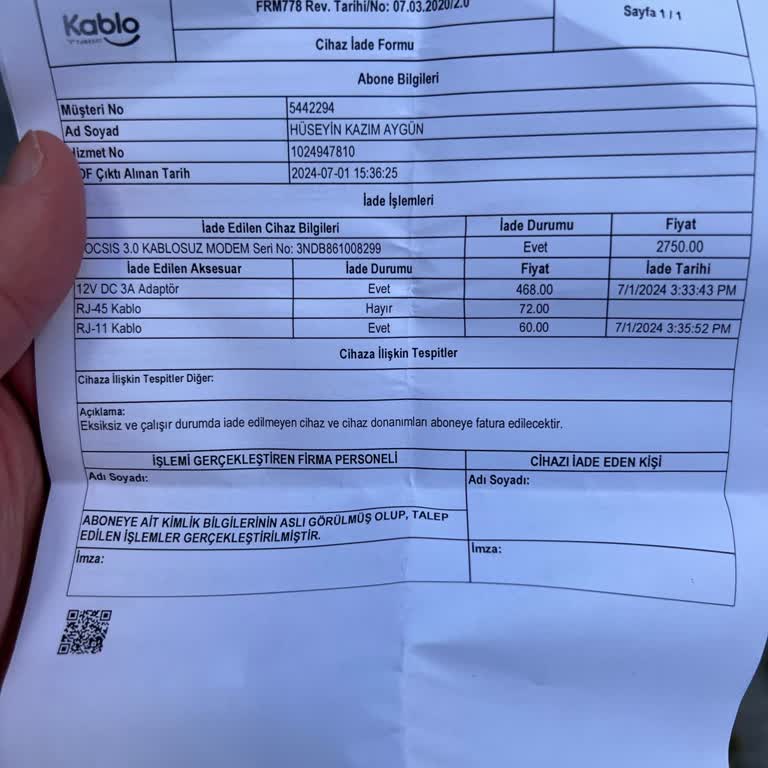 Kablo
FRM778 Rev. Tarihi/No: 07.03.2020/2.0
Sayfa 1 / 1
Cihaz İade Formu
Abone Bilgileri
Müşteri No 5442294
Ad Soyad HÜSEYİN KAZIM AYGÜN
Hizmet No 1024947810
DF Çıktı Alınan Tarih 2024-07-01 15:36:25
İade İşlemleri
İade Edilen Cihaz Bilgileri İade Durumu Fiyat
OCSIS 3.0 KABLOSUZ MODEM Seri No: 3NDB861008299 Evet 2750.00
İade Edilen Aksesuar İade Durumu Fiyat İade Tarihi
12V DC 3A Adaptör Evet 468.00 7/1/2024 3:33:43 PM
RJ-45 Kablo Hayır 72.00
RJ-11 Kablo Evet 60.00 7/1/2024 3:35:52 PM
Cihaza İlişkin Tespitler
Cihaza İlişkin Tespitler Diğer:
Açıklama:
Eksiksiz ve çalışır durumda iade edilmeyen cihaz ve cihaz donanımları aboneye fatura edilecektir.
İŞLEMİ GERÇEKLEŞTİREN FİRMA PERSONELİ CİHAZI İADE EDEN KİŞİ
Adı Soyadı: Adı Soyadı:
ABONEYE AİT KİMLİK BİLGİLERİNİN ASLI GÖRÜLMÜŞ OLUP, TALEP
EDİLEN İŞLEMLER GERÇEKLEŞTİRİLMİŞTİR.
İmza: İmza: